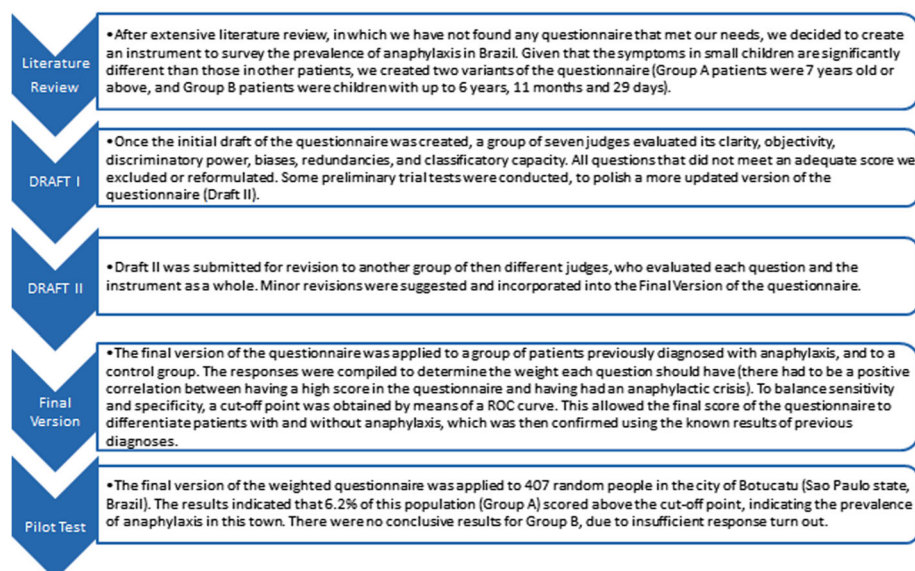 Literature
Review
•After extensive literature review, in which we have not found any questionnaire that met our needs, we decided to
create an instrument to survey the prevalence of anaphylaxis in Brazil. Given that the symptoms in small children are significantly
different than those in other patients, we created two variants of the questionnaire (Group A patients were 7 years old or
above, and Group B patients were children with up to 6 years, 11 months and 29 days).
DRAFT I
•Once the initial draft of the questionnaire was created, a group of seven judges evaluated its clarity, objectivity,
discriminatory power, biases, redundancies, and classificatory capacity. All questions that did not meet an adequate score we
excluded or reformulated. Some preliminary trial tests were conducted, to polish a more updated version of the
questionnaire (Draft II).
DRAFT II
•Draft II was submitted for revision to another group of then different judges, who evaluated each question and the
instrument as a whole. Minor revisions were suggested and incorporated into the Final Version of the questionnaire.
Final
Version
•The final version of the questionnaire was applied to a group of patients previously diagnosed with anaphylaxis, and to a
control group. The responses were compiled to determine the weight each question should have (there had to be a positive
correlation between having a high score in the questionnaire and having had an anaphylactic crisis). To balance sensitivity
and specificity, a cut-off point was obtained by means of a ROC curve. This allowed the final score of the questionnaire to
differentiate patients with and without anaphylaxis, which was then confirmed using the known results of previous
diagnoses.
Pilot Test
•The final version of the weighted questionnaire was applied to 407 random people in the city of Botucatu (Sao Paulo state,
Brazil). The results indicated that 6.2% of this population (Group A) scored above the cut-off point, indicating the prevalence
of anaphylaxis in this town. There were no conclusive results for Group B, due to insufficient response turn out.